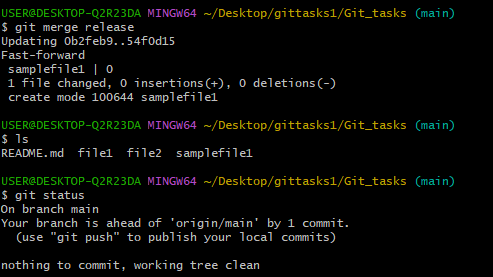 USER@DESKTOP-Q2R23DA MINGW64 ~/Desktop/gittasks1/Git_tasks (main)
$ git merge release
Updating 0b2feb9..54f0d15
Fast-forward
 samplefile1 | 0
 1 file changed, 0 insertions(+), 0 deletions(-)
 create mode 100644 samplefile1
USER@DESKTOP-Q2R23DA MINGW64 ~/Desktop/gittasks1/Git_tasks (main)
$ ls
README.md  file1  file2  samplefile1
USER@DESKTOP-Q2R23DA MINGW64 ~/Desktop/gittasks1/Git_tasks (main)
$ git status
On branch main
Your branch is ahead of 'origin/main' by 1 commit.
  (use "git push" to publish your local commits)
nothing to commit, working tree clean